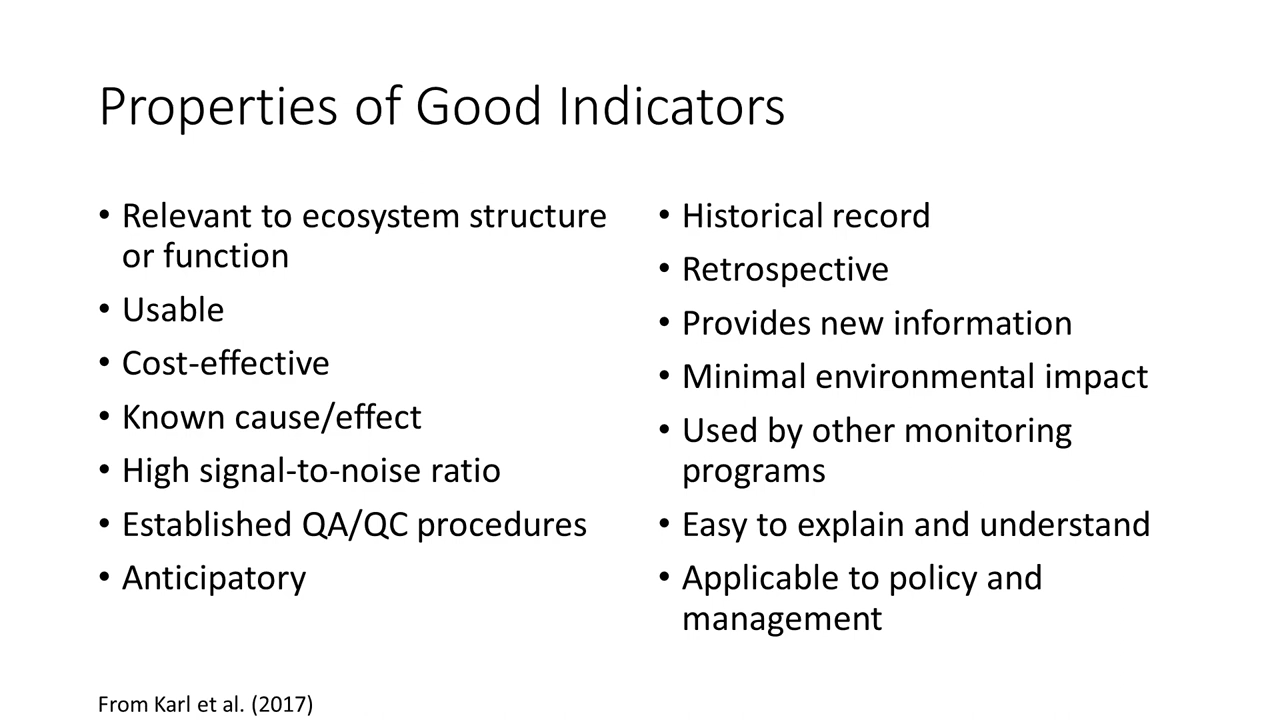 Properties of Good Indicators
• Relevant to ecosystem structure
or function
• Usable
• Cost-effective
• Known cause/effect
• High signal-to-noise ratio
• Established QA/QC procedures
• Anticipatory
• Historical record
• Retrospective
• Provides new information
• Minimal environmental impact
• Used by other monitoring
programs
• Easy to explain and understand
• Applicable to policy and
management
From Karl et al. (2017)